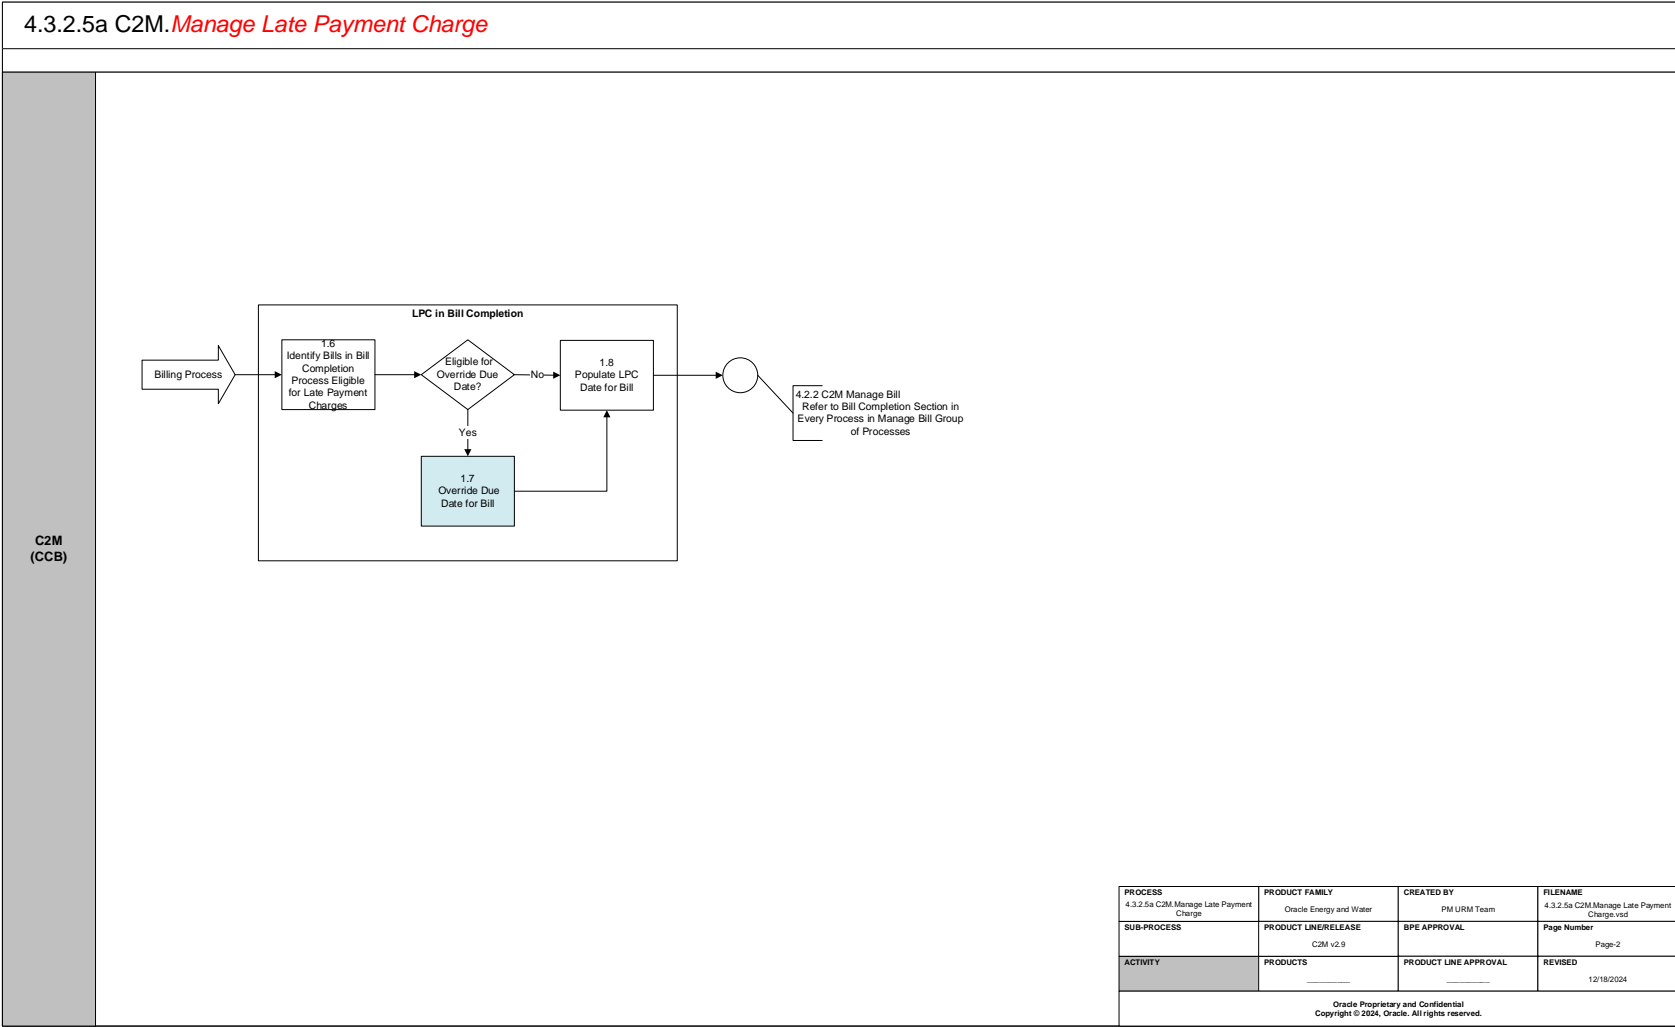 4.3.2.5a C2M.Manage Late Payment Charge
C2M
(CCB)
LPC in Bill Completion
Billing Process
1.6
Identify Bills in Bill
Completion
Process Eligible
for Late Payment
Charges
Eligible for
Override Due
Date?
No
Yes
1.7
Override Due
Date for Bill
1.8
Populate LPC
Date for Bill
4.2.2 C2M Manage Bill
Refer to Bill Completion Section in
Every Process in Manage Bill Group
of Processes
PROCESS
4.3.2.5a C2M.Manage Late Payment
Charge
PRODUCT FAMILY
Oracle Energy and Water
CREATED BY
PM URM Team
FILENAME
4.3.2.5a C2M.Manage Late Payment
Charge.vsd
SUB-PROCESS
PRODUCT LINE/RELEASE
C2M v2.9
BPE APPROVAL
Page Number
Page-2
ACTIVITY
PRODUCTS
___________
PRODUCT LINE APPROVAL
___________
REVISED
12/18/2024
Oracle Proprietary and Confidential
Copyright © 2024, Oracle. All rights reserved.